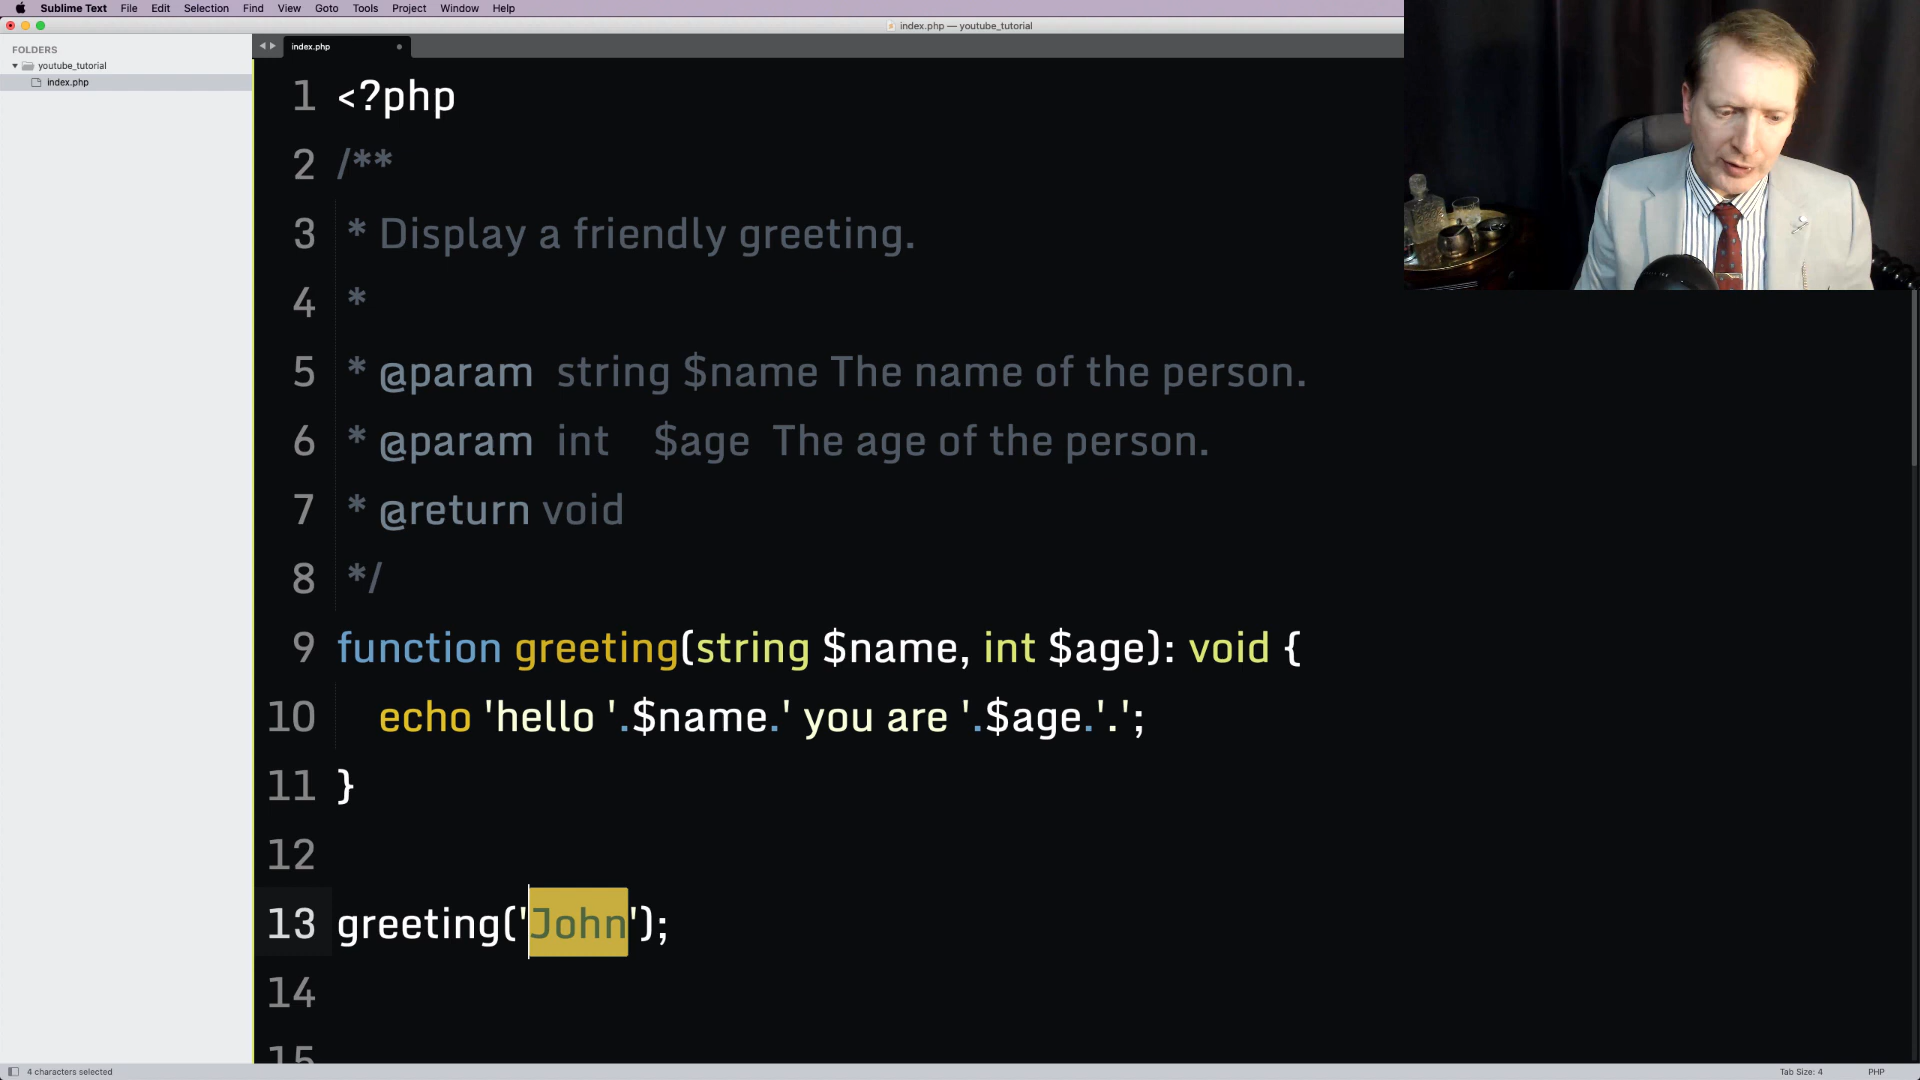 Sublime Text File Edit Selection Find View Goto Tools Project Window Help
index.php — youtube_tutorial
FOLDERS
youtube_tutorial
index.php
index.php
1 <?php
2 /**
3  * Display a friendly greeting.
4  *
5  * @param  string $name The name of the person.
6  * @param  int    $age  The age of the person.
7  * @return void
8  */
9 function greeting(string $name, int $age): void {
10    echo 'hello '.$name.' you are '.$age.'.';
11 }
12
13 greeting('John');
14
15
4 characters selected
Tab Size: 4
PHP